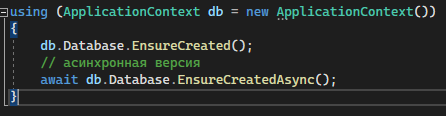 using (ApplicationContext db = new ApplicationContext())
{
db.Database.EnsureCreated();
// асинхронная версия
await db.Database.EnsureCreatedAsync();
}